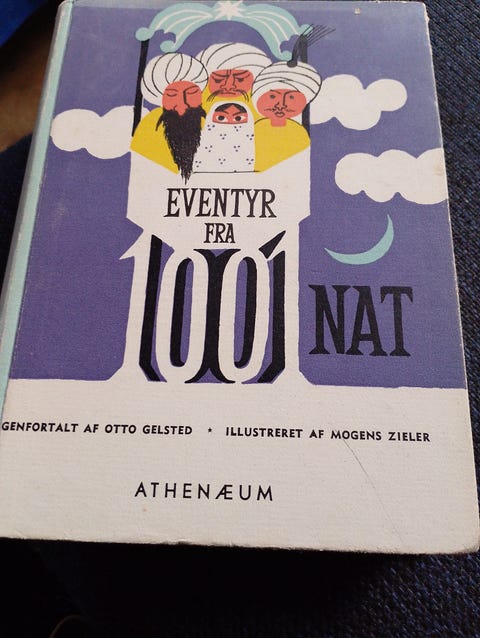 EVENTYR
FRA
1001
NAT
GENFORTALT AF OTTO GELSTED * ILLUSTRERET AF MOGENS ZIELER
ATHENÆUM